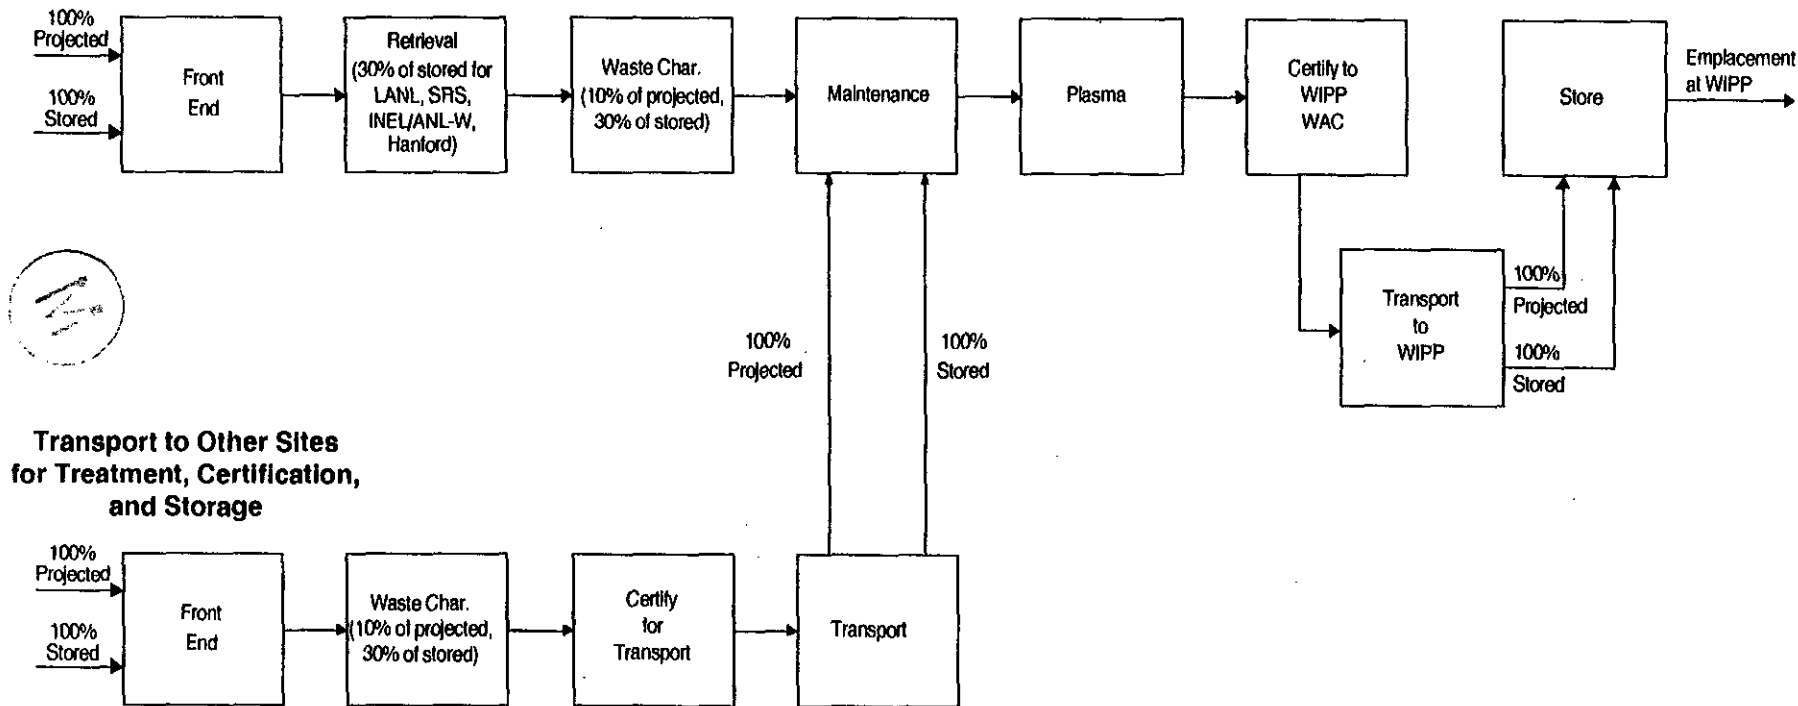 100%
Projected
100%
Stored
Front
End
Retrieval
(30% of stored for
LANL, SRS,
INEL/ANL-W,
Hanford)
Waste Char.
(10% of projected,
30% of stored)
Maintenance
Plasma
Certify to
WIPP
WAC
Store
Emplacement
at WIPP
Transport
to
WIPP
100%
Projected
100%
Stored
100%
Projected
100%
Stored
Transport to Other Sites
for Treatment, Certification,
and Storage
100%
Projected
100%
Stored
Front
End
Waste Char.
(10% of projected,
30% of stored)
Certify
for
Transport
Transport